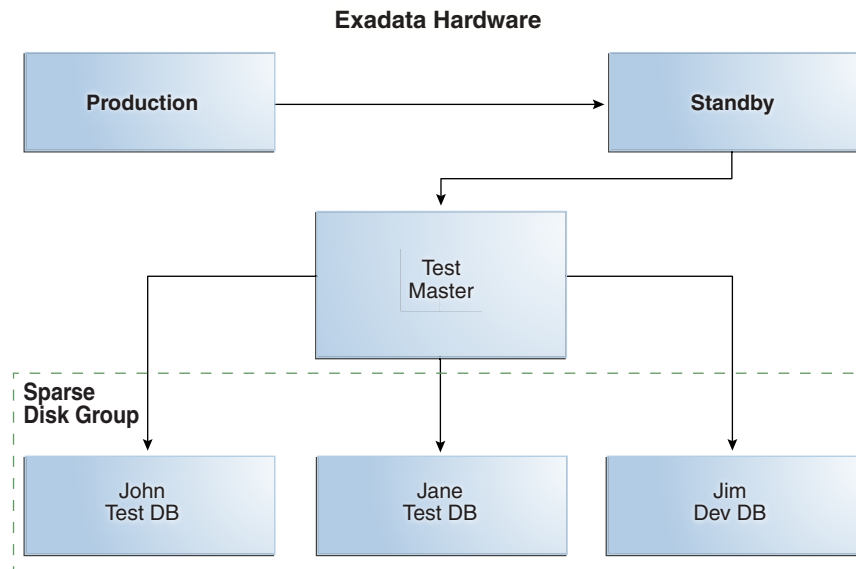 Exadata Hardware
Production
Standby
Test
Master
Sparse
Disk Group
John
Test DB
Jane
Test DB
Jim
Dev DB